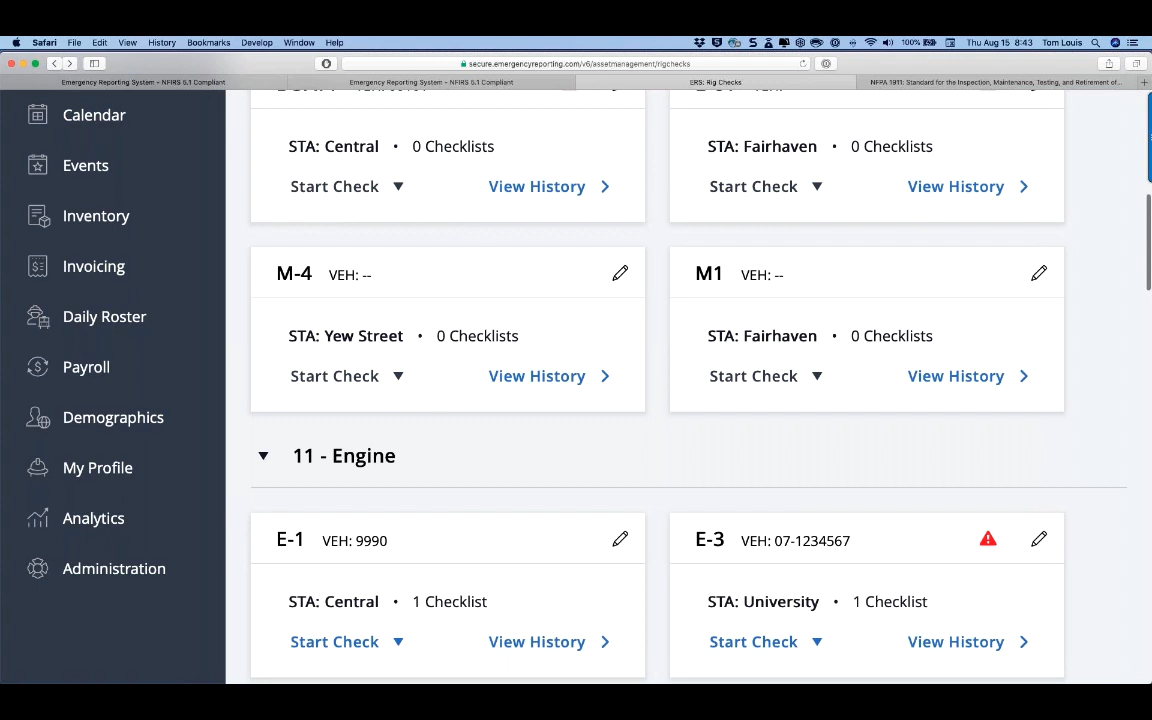 Safari File Edit View History Bookmarks Develop Window Help 100% Thu Aug 15 8:43 Tom Louis
secure.emergencyreporting.com/v6/assetmanagement/rigchecks
Emergency Reporting System – NFIRS 5.1 Compliant
Emergency Reporting System – NFIRS 5.1 Compliant
ERS: Rig Checks
NFPA 1911: Standard for the Inspection, Maintenance, Testing, and Retirement of...
Calendar
Events
Inventory
Invoicing
Daily Roster
Payroll
Demographics
My Profile
Analytics
Administration
STA: Central • 0 Checklists
Start Check View History
STA: Fairhaven • 0 Checklists
Start Check View History
M-4 VEH: --
STA: Yew Street • 0 Checklists
Start Check View History
M1 VEH: --
STA: Fairhaven • 0 Checklists
Start Check View History
11 - Engine
E-1 VEH: 9990
STA: Central • 1 Checklist
Start Check View History
E-3 VEH: 07-1234567
STA: University • 1 Checklist
Start Check View History